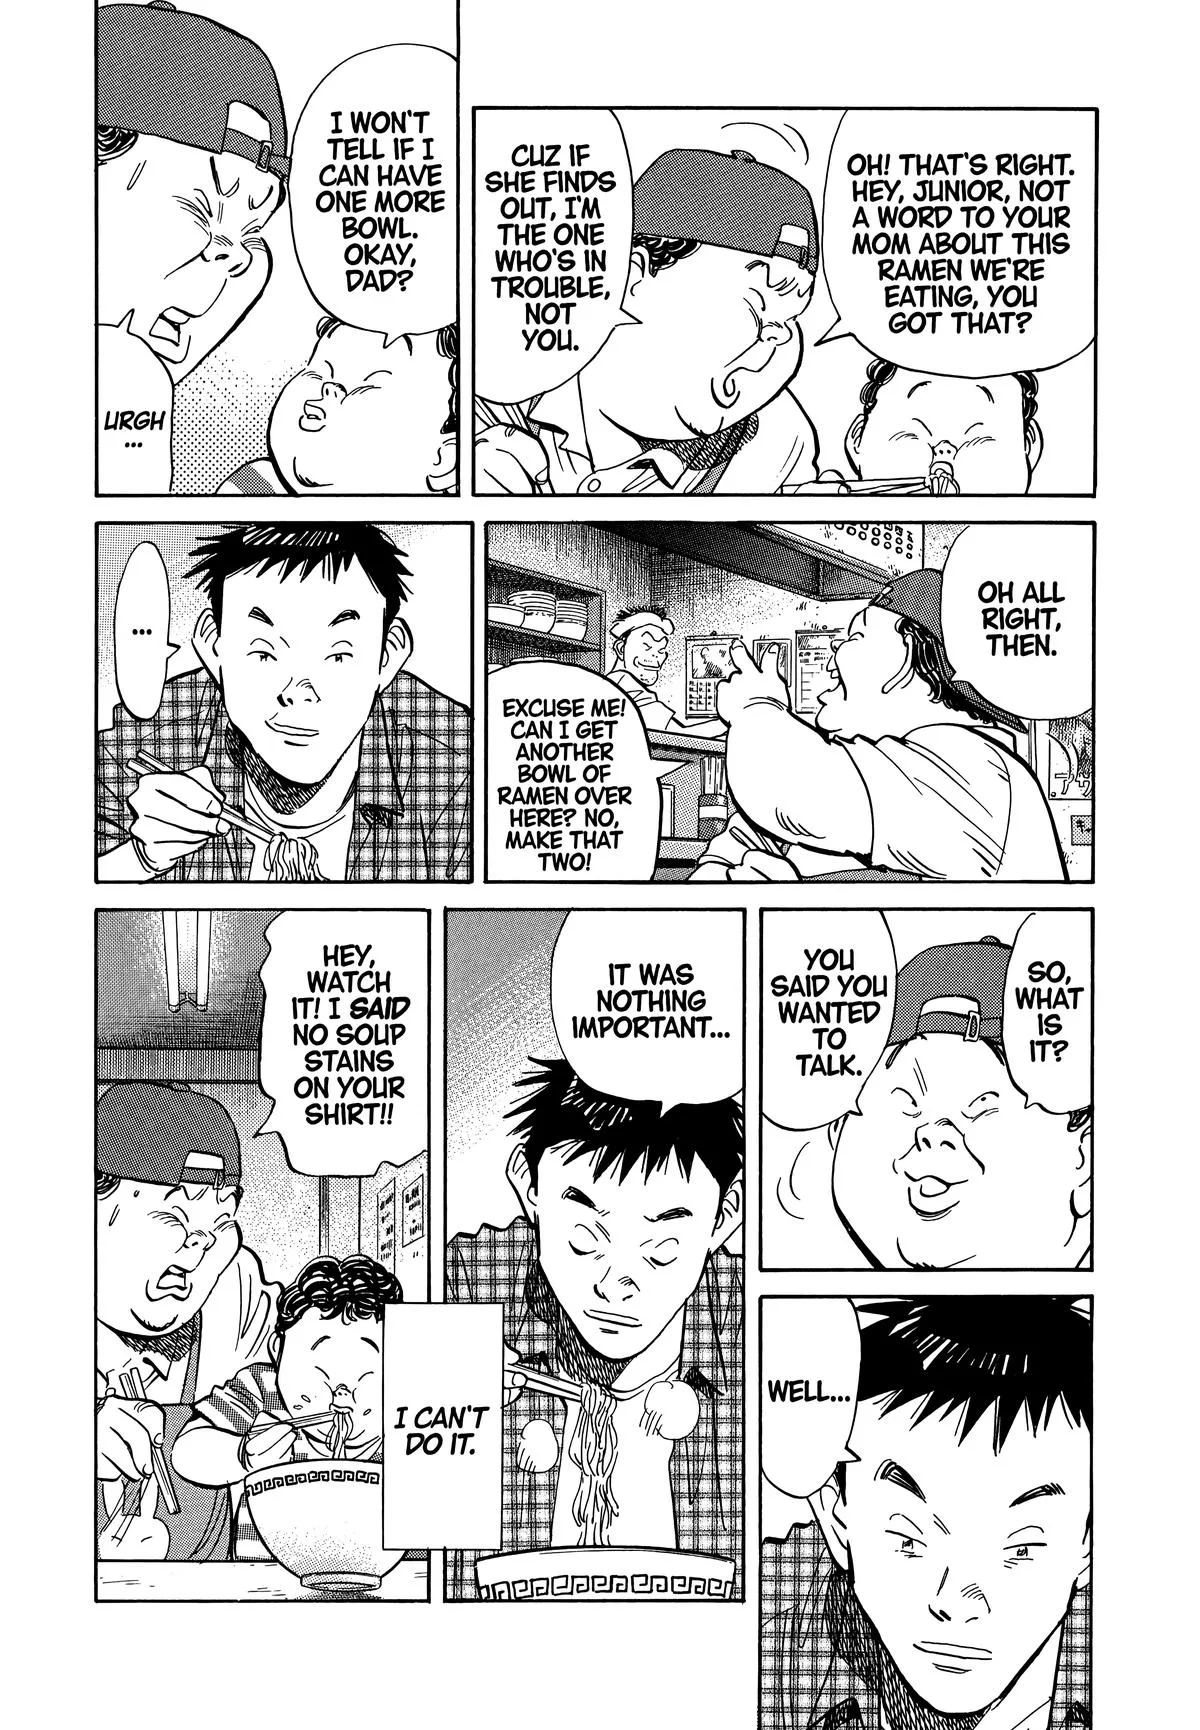 OH! THAT'S RIGHT.
HEY, JUNIOR, NOT
A WORD TO YOUR
MOM ABOUT THIS
RAMEN WE'RE
EATING, YOU
GOT THAT?
CUZ IF
SHE FINDS
OUT, I'M
THE ONE
WHO'S IN
TROUBLE,
NOT
YOU.
I WON'T
TELL IF I
CAN HAVE
ONE MORE
BOWL.
OKAY,
DAD?
URGH
...
OH ALL
RIGHT,
THEN.
EXCUSE ME!
CAN I GET
ANOTHER
BOWL OF
RAMEN OVER
HERE? NO,
MAKE THAT
TWO!
...
SO,
WHAT
IS
IT?
YOU
SAID YOU
WANTED
TO
TALK.
WELL...
IT WAS
NOTHING
IMPORTANT...
I CAN'T
DO IT.
HEY,
WATCH
IT! I SAID
NO SOUP
STAINS
ON YOUR
SHIRT!!